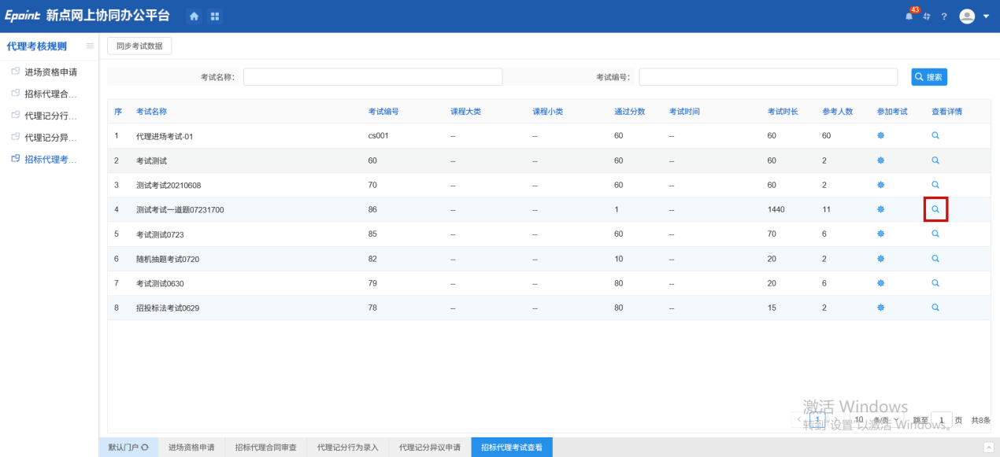 Epoint 新点网上协同办公平台
43
?
代理考核规则
同步考试数据
进场资格申请
招标代理合...
代理记分行...
代理记分异...
招标代理考...
考试名称:
考试编号:
搜索
序 考试名称 考试编号 课程大类 课程小类 通过分数 考试时间 考试时长 参考人数 参加考试 查看详情
1 代理进场考试-01 cs001 -- -- 60 -- 60 60
2 考试测试 60 -- -- 60 -- 60 2
3 测试考试20210608 70 -- -- 60 -- 60 2
4 测试考试一道题07231700 86 -- -- 1 -- 1440 11
5 考试测试0723 85 -- -- 60 -- 70 6
6 随机抽题考试0720 82 -- -- 10 -- 20 2
7 考试测试0630 79 -- -- 80 -- 20 6
8 招投标法考试0629 78 -- -- 80 -- 15 2
激活 Windows
转到"设置"以激活 Windows。
1 10 条/页 跳至 1 页 共8条
默认门户 进场资格申请 招标代理合同审查 代理记分行为录入 代理记分异议申请 招标代理考试查看